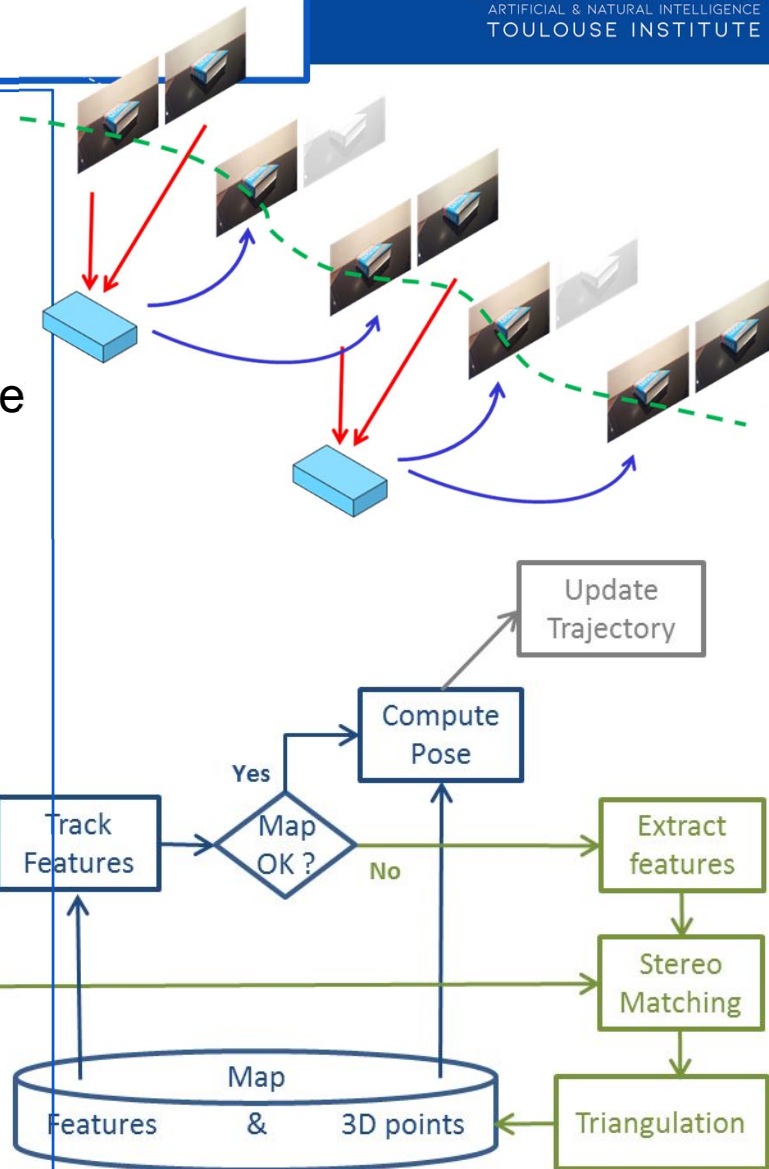 ARTIFICIAL & NATURAL INTELLIGENCE
TOULOUSE INSTITUTE
e
Update
Trajectory
Compute
Pose
Yes
Track
Features
Map
OK ?
No
Extract
features
Stereo
Matching
Map
Features & 3D points
Triangulation